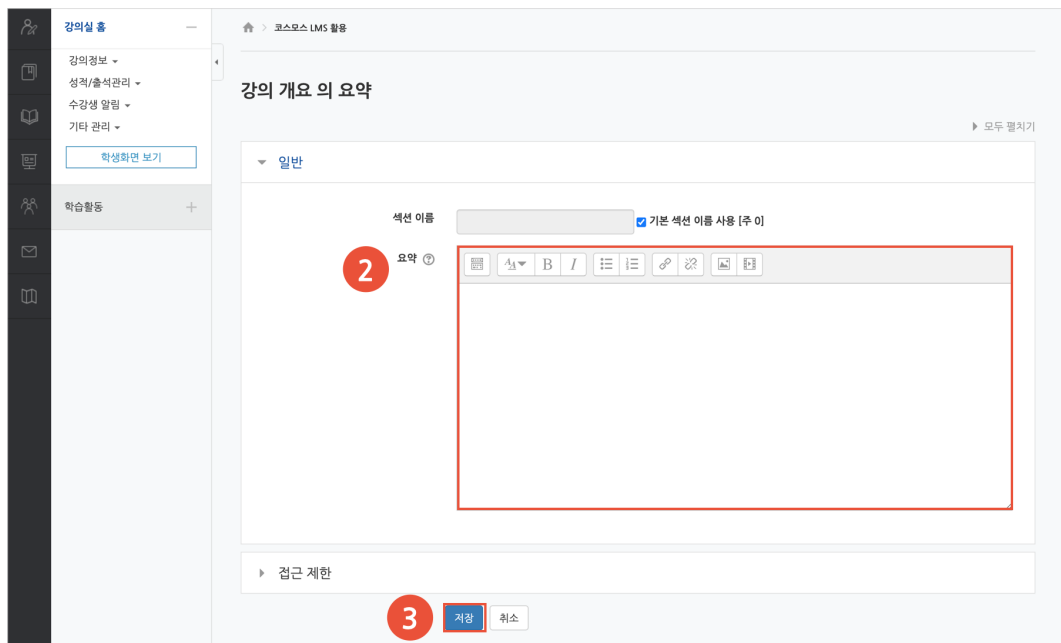 강의실 홈
강의정보
성적/출석관리
수강생 알림
기타 관리
학생화면 보기
학습활동
코스모스 LMS 활용
강의 개요 의 요약
모두 펼치기
일반
섹션 이름
기본 섹션 이름 사용 [주 0]
2
요약
B I
접근 제한
3
저장 취소